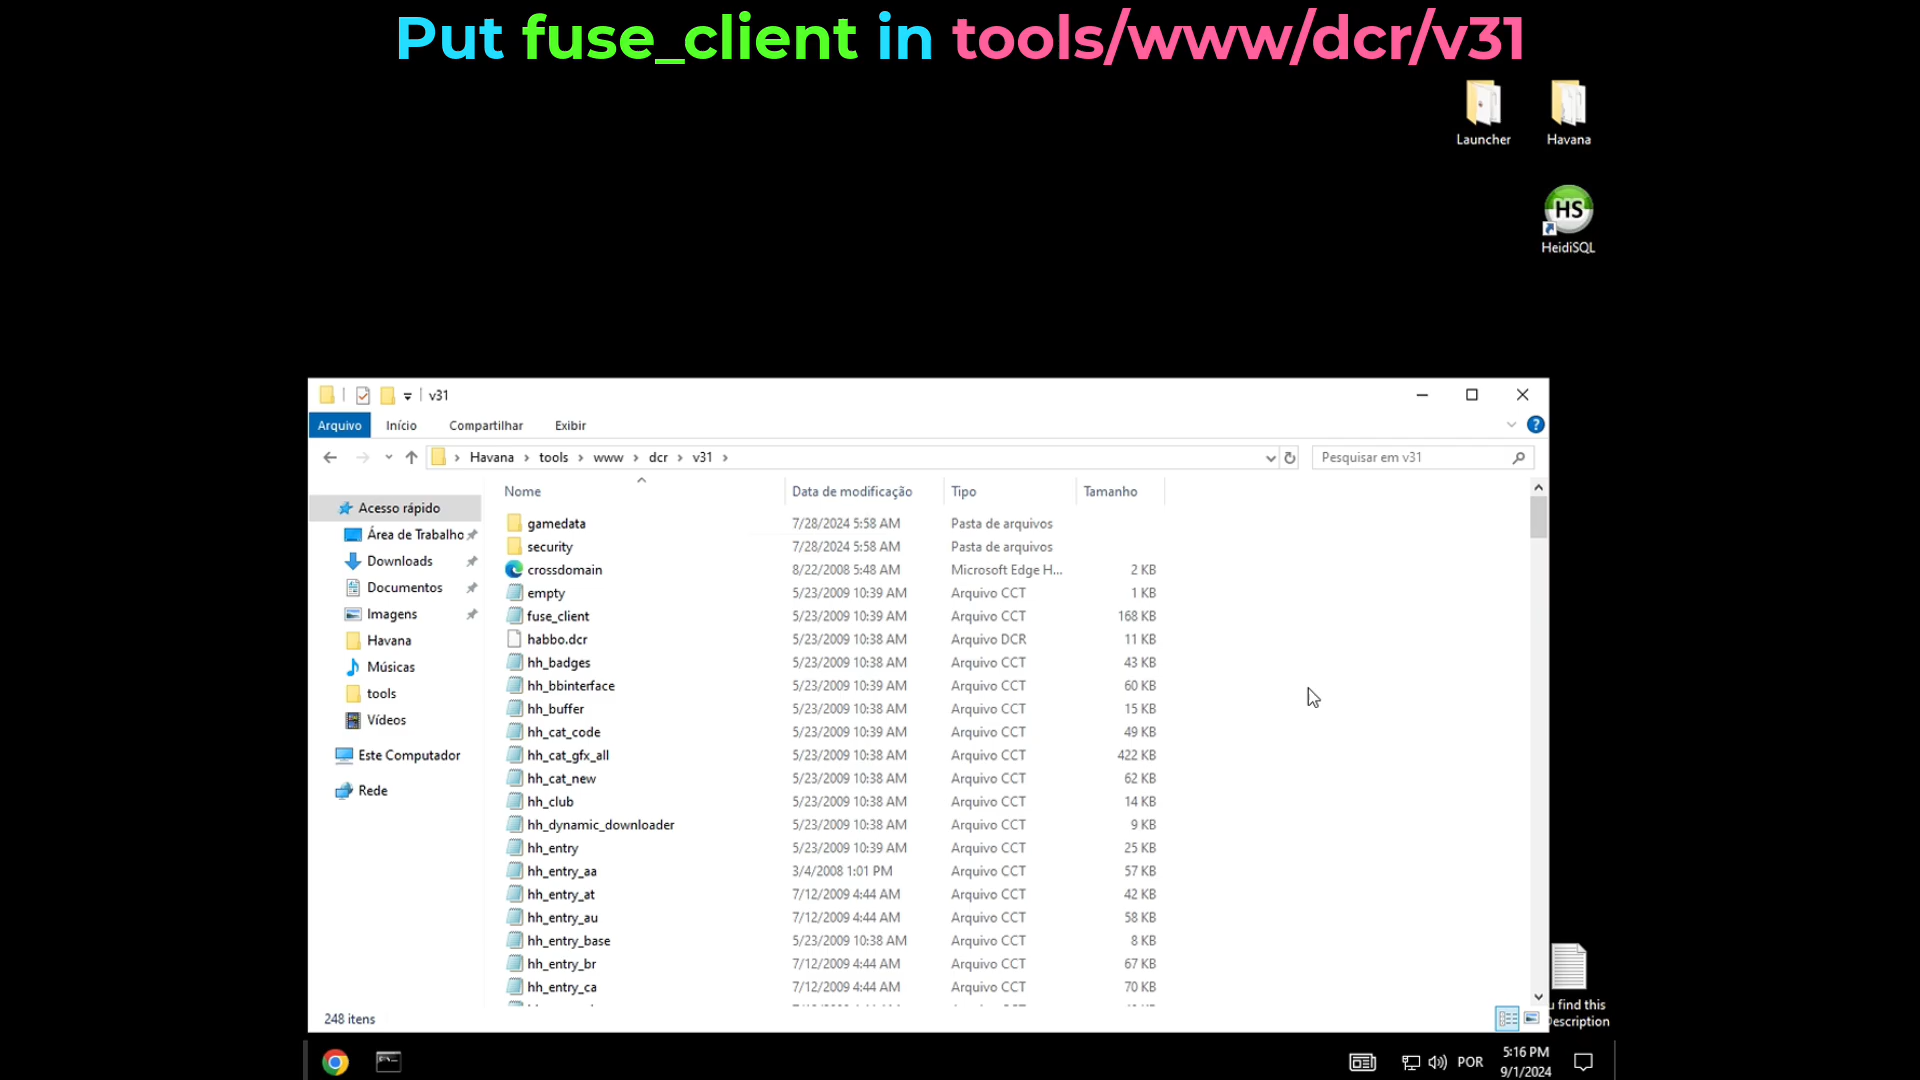 Put fuse_client in tools/www/dcr/v31
Launcher
Havana
HS
HeidiSQL
v31
Arquivo
Início
Compartilhar
Exibir
?
Havana
tools
www
dcr
v31
Pesquisar em v31
Nome
Data de modificação
Tipo
Tamanho
Acesso rápido
Área de Trabalho
Downloads
Documentos
Imagens
Havana
Músicas
tools
Vídeos
Este Computador
Rede
gamedata 7/28/2024 5:58 AM Pasta de arquivos
security 7/28/2024 5:58 AM Pasta de arquivos
crossdomain 8/22/2008 5:48 AM Microsoft Edge H... 2 KB
empty 5/23/2009 10:39 AM Arquivo CCT 1 KB
fuse_client 5/23/2009 10:39 AM Arquivo CCT 168 KB
habbo.dcr 5/23/2009 10:38 AM Arquivo DCR 11 KB
hh_badges 5/23/2009 10:38 AM Arquivo CCT 43 KB
hh_bbinterface 5/23/2009 10:39 AM Arquivo CCT 60 KB
hh_buffer 5/23/2009 10:38 AM Arquivo CCT 15 KB
hh_cat_code 5/23/2009 10:39 AM Arquivo CCT 49 KB
hh_cat_gfx_all 5/23/2009 10:38 AM Arquivo CCT 422 KB
hh_cat_new 5/23/2009 10:38 AM Arquivo CCT 62 KB
hh_club 5/23/2009 10:38 AM Arquivo CCT 14 KB
hh_dynamic_downloader 5/23/2009 10:38 AM Arquivo CCT 9 KB
hh_entry 5/23/2009 10:39 AM Arquivo CCT 25 KB
hh_entry_aa 3/4/2008 1:01 PM Arquivo CCT 57 KB
hh_entry_at 7/12/2009 4:44 AM Arquivo CCT 42 KB
hh_entry_au 7/12/2009 4:44 AM Arquivo CCT 58 KB
hh_entry_base 5/23/2009 10:38 AM Arquivo CCT 8 KB
hh_entry_br 7/12/2009 4:44 AM Arquivo CCT 67 KB
hh_entry_ca 7/12/2009 4:44 AM Arquivo CCT 70 KB
248 itens
u find this
Description
POR
5:16 PM
9/1/2024